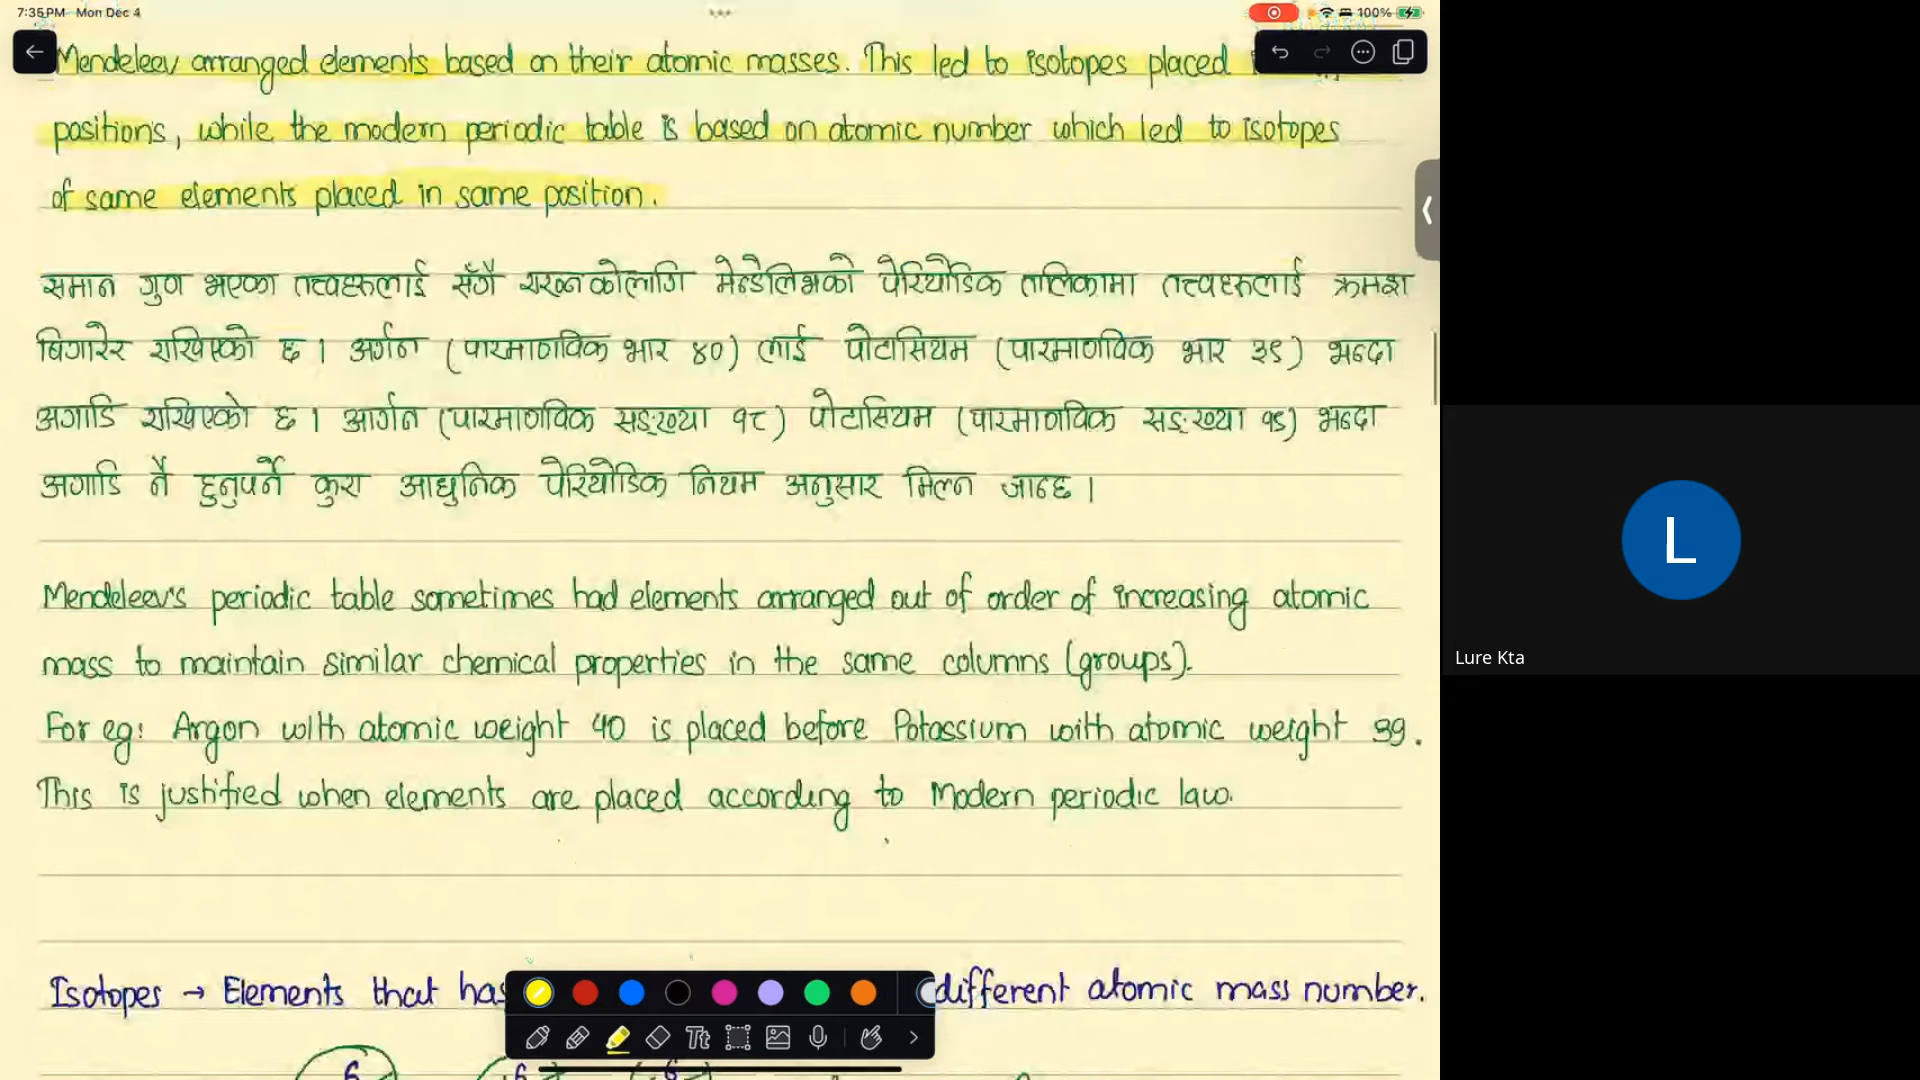 7:35 PM Mon Dec 4
100%
Mendeleev arranged elements based on their atomic masses. This led to isotopes placed
positions, while the modern periodic table is based on atomic number which led to isotopes
of same elements placed in same position.
समान गुण भएका तत्त्वहरूलाई सँगै राख्नकोलागि मेन्डेलिभको पेरियोडिक तालिकामा तत्त्वहरूलाई क्रमश
बिगारेर राखिएको छ । अर्गन (पारमाणविक भार ४०) लाई पोटासियम (पारमाणविक भार ३९) भन्दा
अगाडि राखिएको छ । आर्गन (पारमाणविक सङ्ख्या १८) पोटासियम (पारमाणविक सङ्ख्या १९) भन्दा
अगाडि नै हुनुपर्ने कुरा आधुनिक पेरियोडिक नियम अनुसार मिल्न जान्छ ।
Mendeleev's periodic table sometimes had elements arranged out of order of increasing atomic
mass to maintain similar chemical properties in the same columns (groups).
For eg: Argon with atomic weight 40 is placed before Potassium with atomic weight 39.
This is justified when elements are placed according to Modern periodic law.
Isotopes → Elements that has different atomic mass number.
Tt
6 6 6
L
Lure Kta